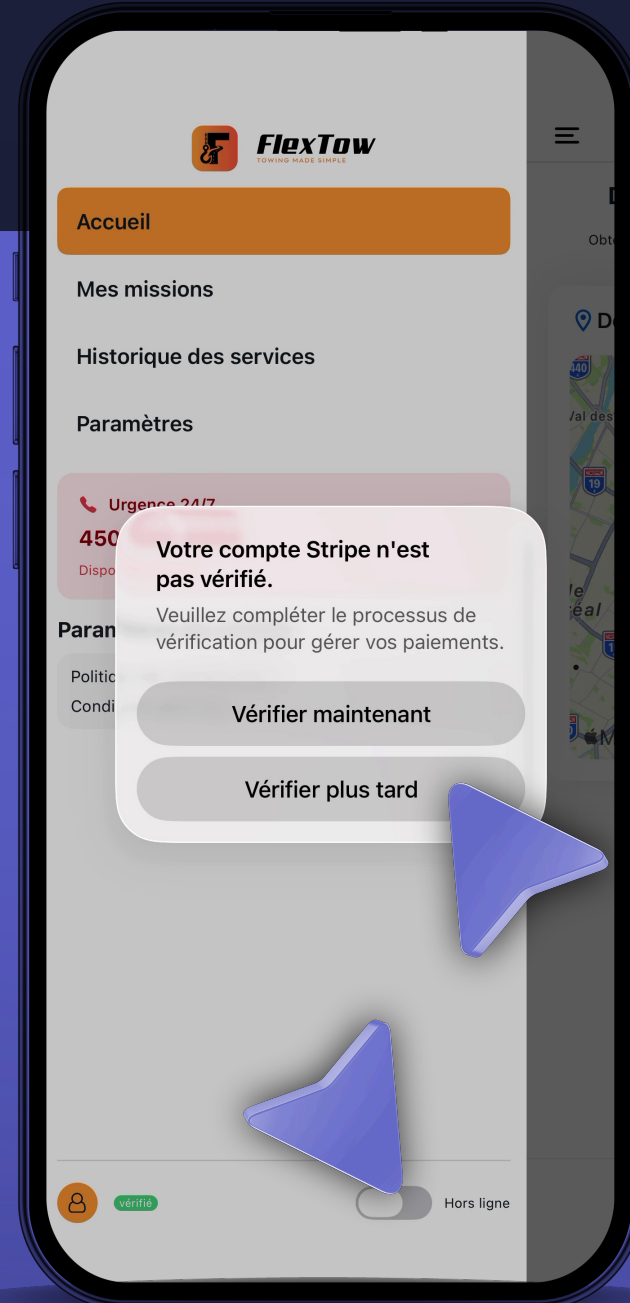 FlexTow
TOWING MADE SIMPLE
Accueil
Mes missions
Historique des services
Paramètres
Urgence 24/7
450
Votre compte Stripe n'est
pas vérifié.
Veuillez compléter le processus de
vérification pour gérer vos paiements.
Vérifier maintenant
Vérifier plus tard
vérifié
Hors ligne
440
19